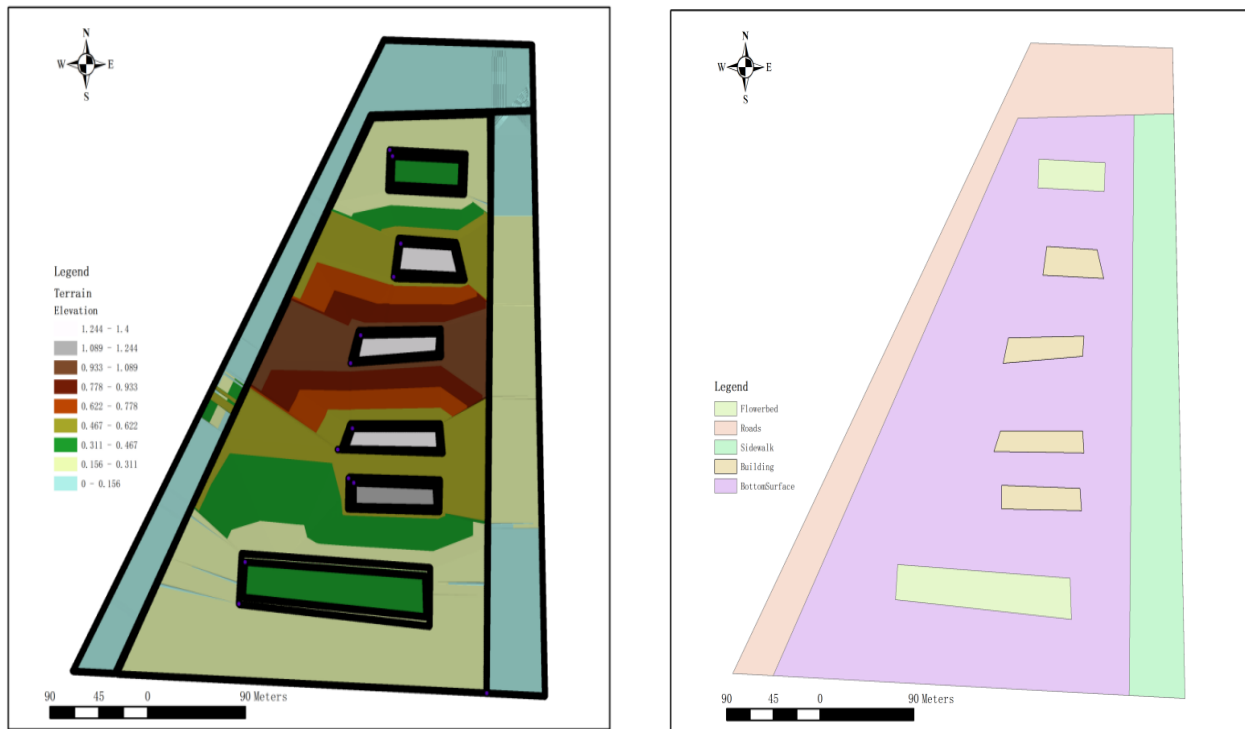 N
W E
S
Legend
Terrain
Elevation
1.244 - 1.4
1.089 - 1.244
0.933 - 1.089
0.778 - 0.933
0.622 - 0.778
0.467 - 0.622
0.311 - 0.467
0.156 - 0.311
0 - 0.156
90 45 0 90 Meters
N
W E
S
Legend
Flowerbed
Roads
Sidewalk
Building
BottomSurface
90 45 0 90 Meters